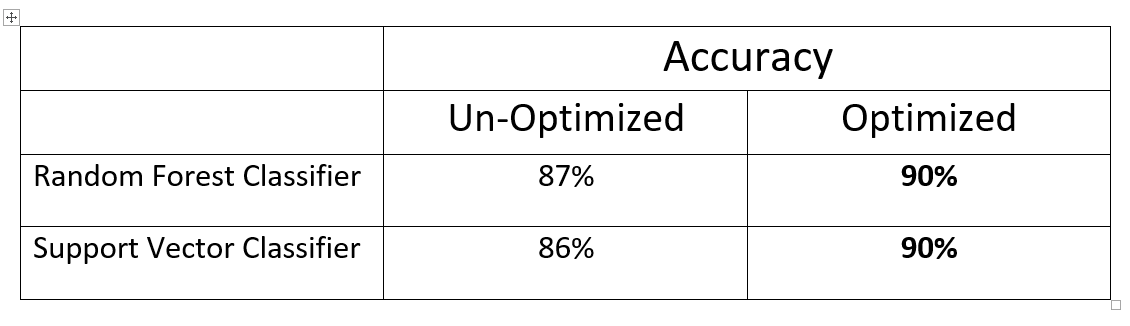 Accuracy
Un-Optimized Optimized
Random Forest Classifier 87% 90%
Support Vector Classifier 86% 90%